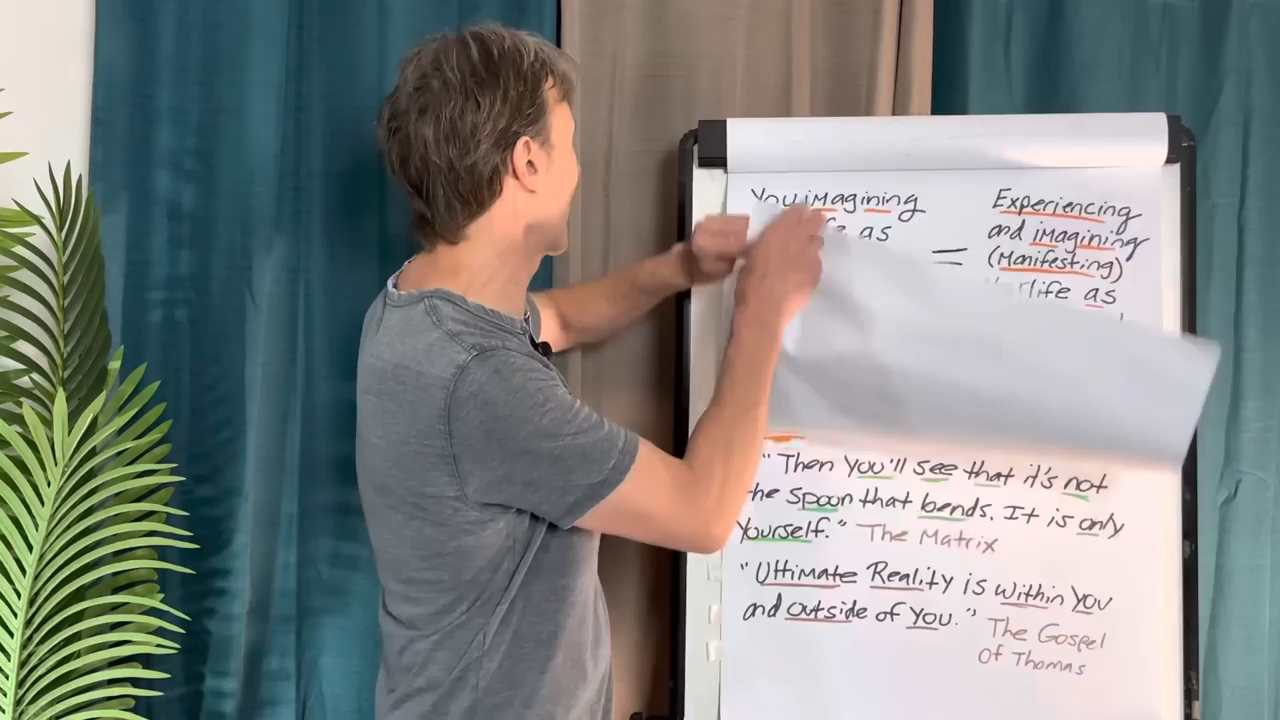 You imagining
as
=
Experiencing
and imagining
(Manifesting)
life as
"Then you'll see that it's not
the spoon that bends. It is only
yourself." The Matrix
"Ultimate Reality is within you
and outside of you."
The Gospel
of Thomas